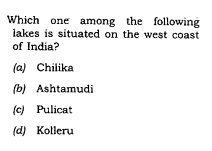 Which one among the following
lakes is situated on the west coast
of India?
(a) Chilika
(b) Ashtamudi
(c) Pulicat
(d) Kolleru